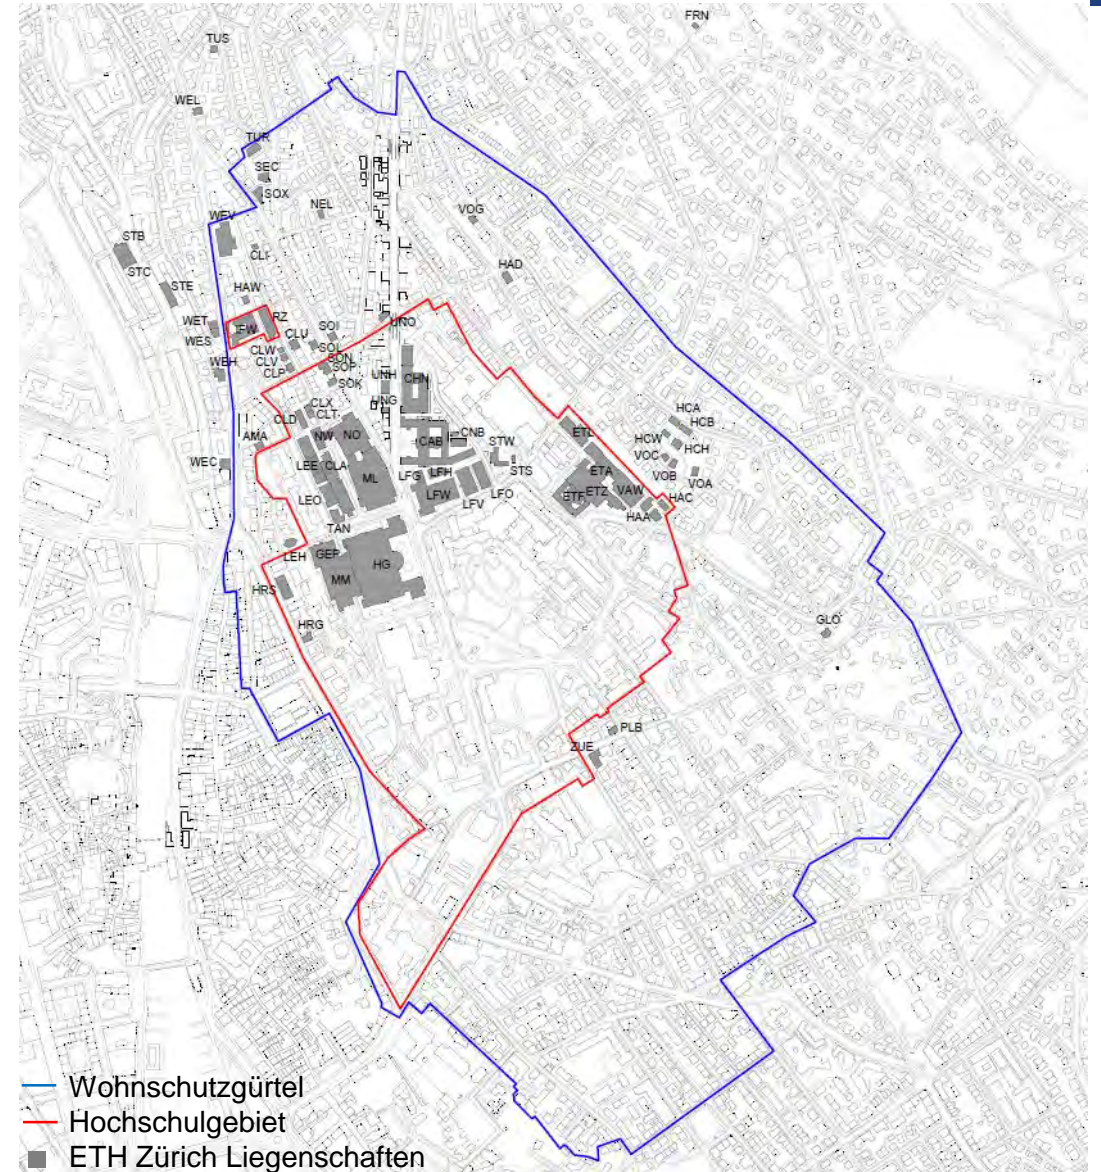 FRN
TUS
WEL
TUR
SEC
SOX
NEL
WEV
VOG
STB
CLI
STC
HAD
STE
HAW
WET
RZ
IFW
UNO
WES
CLU
SOI
SOL
CLW
SON
CLV
SOP
WEH
CLP
SOK
UNH
CHN
CLX
UNG
HCA
CLT
HCB
CLD
AMA
NW
NO
CAB
CNB
ETL
HCW
HCH
STW
VOC
WEC
LEE
CLA
ML
LFG
LFH
STS
ETA
VOB
VOA
LEO
LFW
LFO
ETF
ETZ
VAW
LFV
HAC
TAN
HAA
LEH
GEP
HG
MM
HRS
HRG
GLO
PLB
ZUE
Wohnschutzgürtel
Hochschulgebiet
ETH Zürich Liegenschaften